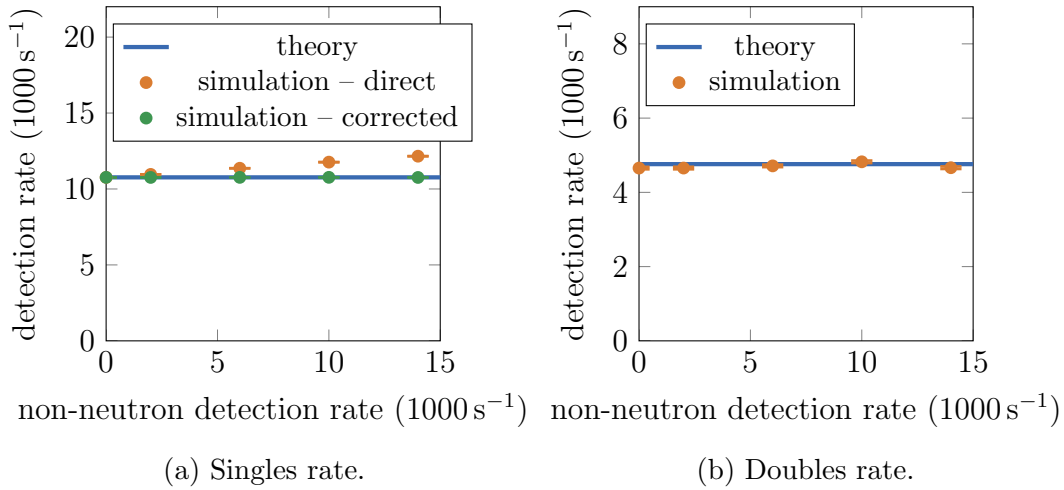 detection rate (1000 s⁻¹)
20
15
10
5
0
theory
simulation – direct
simulation – corrected
0 5 10 15
non-neutron detection rate (1000 s⁻¹)
(a) Singles rate.
detection rate (1000 s⁻¹)
8
6
4
2
0
theory
simulation
0 5 10 15
non-neutron detection rate (1000 s⁻¹)
(b) Doubles rate.